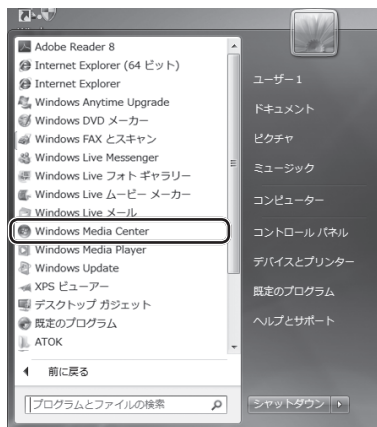 Adobe Reader 8
Internet Explorer (64 ビット)
Internet Explorer
Windows Anytime Upgrade
Windows DVD メーカー
Windows FAX とスキャン
Windows Live Messenger
Windows Live フォト ギャラリー
Windows Live ムービー メーカー
Windows Live メール
Windows Media Center
Windows Media Player
Windows Update
XPS ビューアー
デスクトップ ガジェット
既定のプログラム
ATOK
前に戻る
プログラムとファイルの検索
ユーザー1
ドキュメント
ピクチャ
ミュージック
コンピューター
コントロール パネル
デバイスとプリンター
既定のプログラム
ヘルプとサポート
シャットダウン